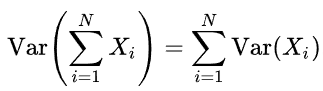 Var(∑_{i=1}^{N} X_i) = ∑_{i=1}^{N} Var(X_i)